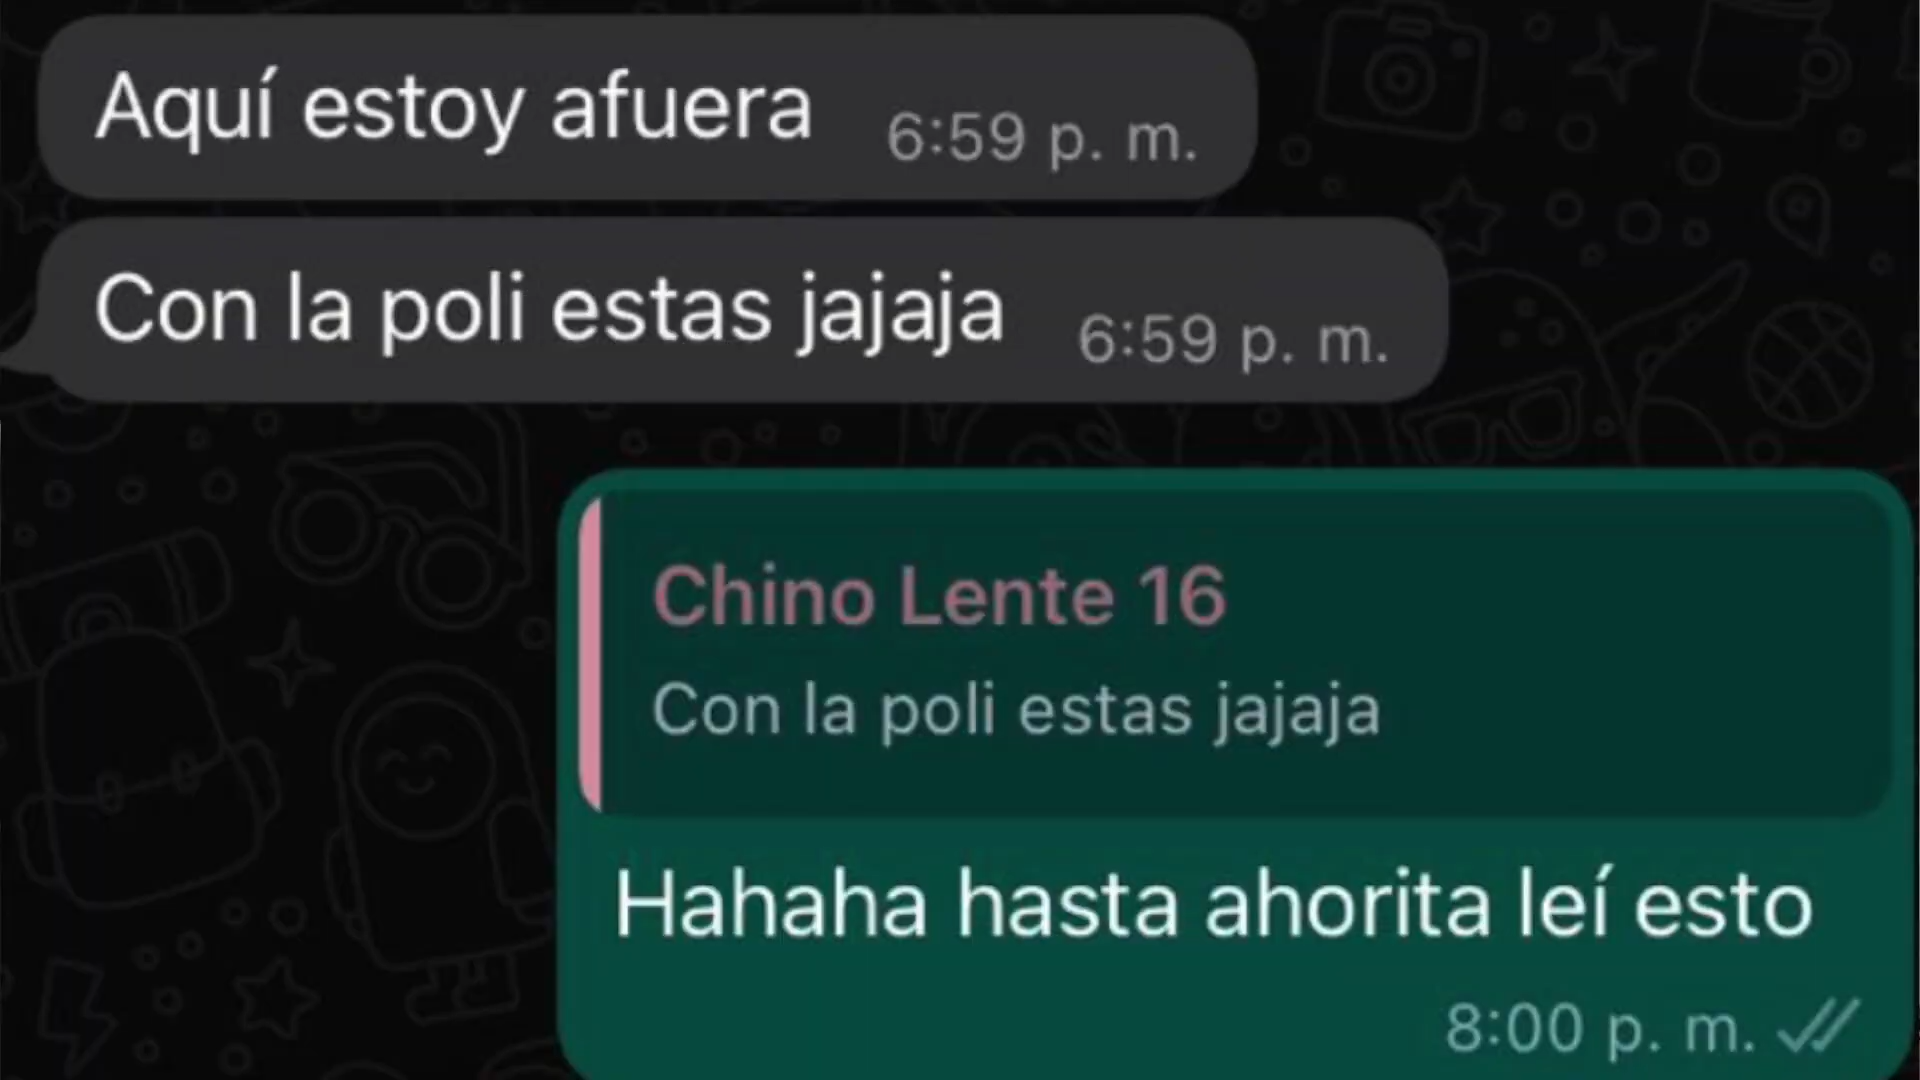 Aquí estoy afuera 6:59 p. m.
Con la poli estas jajaja 6:59 p. m.
Chino Lente 16
Con la poli estas jajaja
Hahaha hasta ahorita leí esto
8:00 p. m.